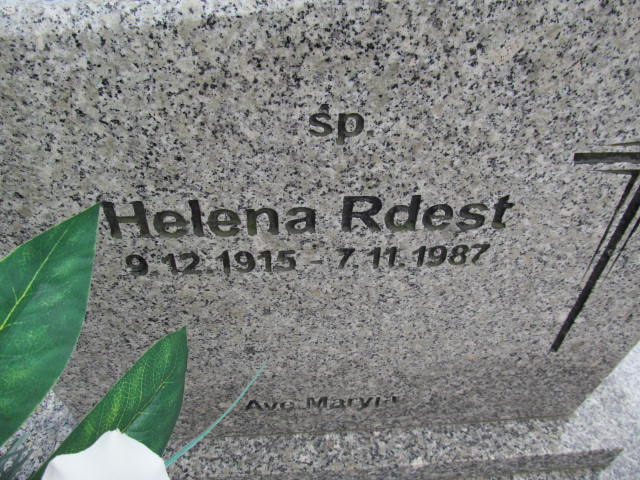 śp.
Helena Rdest
9.12.1915 - 7.11.1987
Ave Maryja